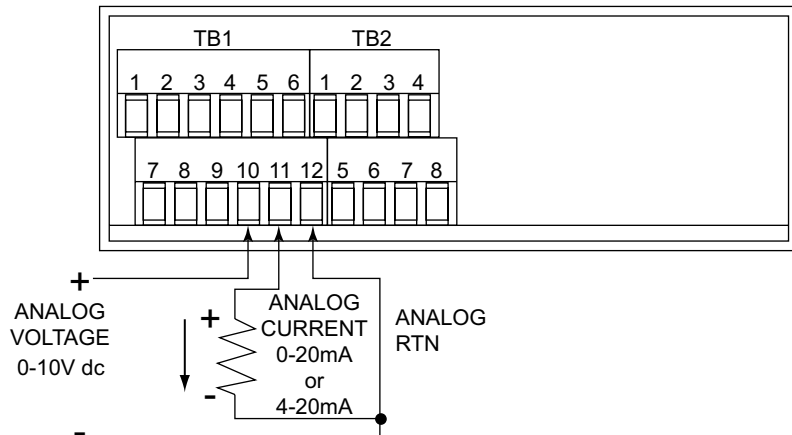 TB1 TB2
1 2 3 4 5 6 1 2 3 4
7 8 9 10 11 12 5 6 7 8
+
ANALOG
VOLTAGE
0-10V dc
-
+
-
ANALOG
CURRENT
0-20mA
or
4-20mA
ANALOG
RTN